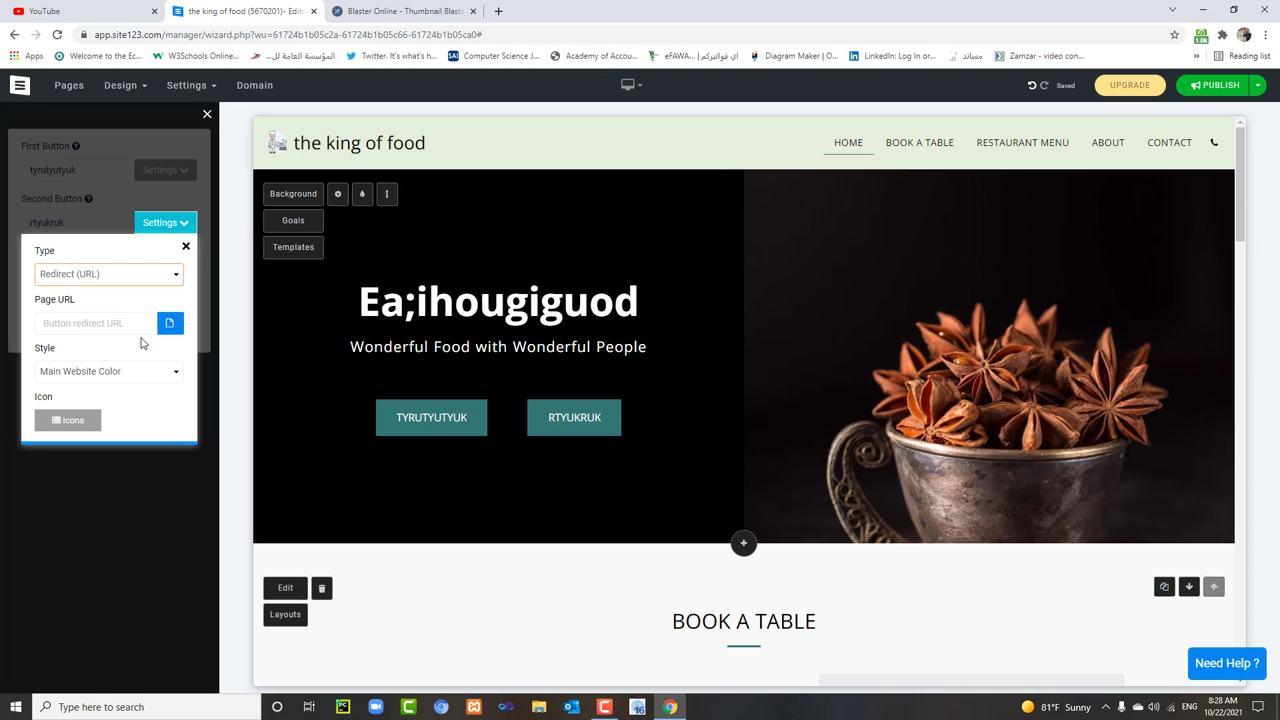 YouTube
the king of food (5670201)- Edit
Blaster Online - Thumbnail Blaste
app.site123.com/manager/wizard.php?wu=61724b1b05c2a-61724b1b05c66-61724b1b05ca0#
Apps
Welcome to the Ec...
W3Schools Online...
المؤسسة العامة لل...
Twitter. It's what's h...
Computer Science J...
Academy of Accou...
eFAWA... | اي فواتيركم
Diagram Maker | O...
LinkedIn: Log In or...
مساند
Zamzar - video con...
Reading list
Pages
Design
Settings
Domain
Saved
UPGRADE
PUBLISH
First Button
tyrutyutyuk
Settings
Second Button
rtyukruk
Settings
Type
Redirect (URL)
Page URL
Button redirect URL
Style
Main Website Color
Icon
Icons
the king of food
HOME
BOOK A TABLE
RESTAURANT MENU
ABOUT
CONTACT
Background
Goals
Templates
Ea;ihougiguod
Wonderful Food with Wonderful People
TYRUTYUTYUK
RTYUKRUK
Edit
Layouts
BOOK A TABLE
Need Help ?
Type here to search
81°F Sunny
8:28 AM
10/22/2021